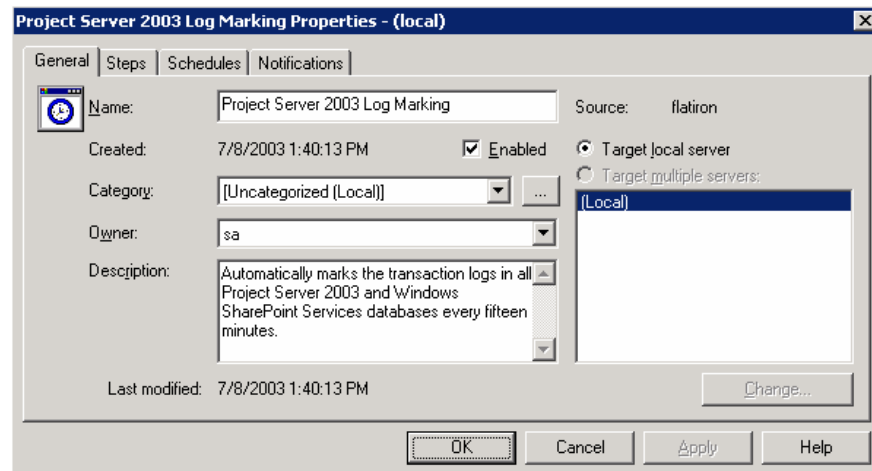 Project Server 2003 Log Marking Properties - (local)
General Steps Schedules Notifications
Name: Project Server 2003 Log Marking Source: flatiron
Created: 7/8/2003 1:40:13 PM Enabled Target local server
Target multiple servers:
Category: [Uncategorized (Local)] ... (Local)
Owner: sa
Description: Automatically marks the transaction logs in all
Project Server 2003 and Windows
SharePoint Services databases every fifteen
minutes.
Last modified: 7/8/2003 1:40:13 PM Change...
OK Cancel Apply Help